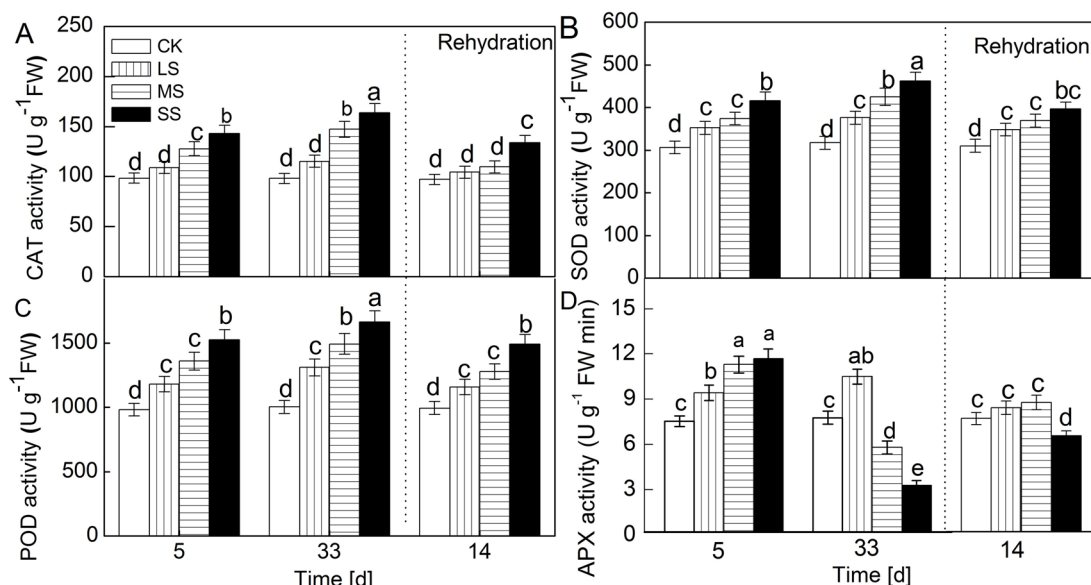 A
CAT activity (U g⁻¹FW)
250
200
150
100
50
0
CK
LS
MS
SS
Rehydration
d d c b
d d b a
d d d c
B
SOD activity (U g⁻¹FW)
600
500
400
300
200
100
0
Rehydration
d c c b
d c b a
d c c bc
C
POD activity (U g⁻¹FW)
1500
1000
500
0
d c c b
d c b a
d c c b
5 33 14
Time [d]
D
APX activity (U g⁻¹ FW min)
15
12
9
6
3
0
c b a a
c ab d e
c c c d
5 33 14
Time [d]